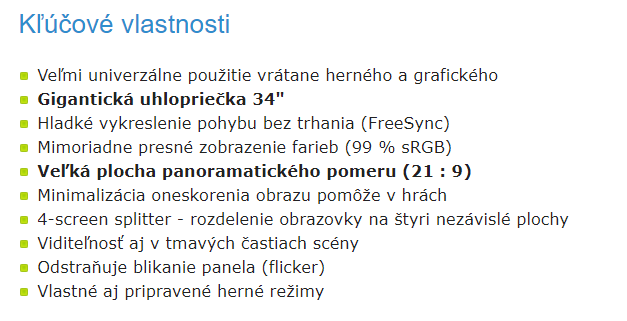 Kľúčové vlastnosti
Veľmi univerzálne použitie vrátane herného a grafického
Gigantická uhlopriečka 34"
Hladké vykreslenie pohybu bez trhania (FreeSync)
Mimoriadne presné zobrazenie farieb (99 % sRGB)
Veľká plocha panoramatického pomeru (21 : 9)
Minimalizácia oneskorenia obrazu pomôže v hrách
4-screen splitter - rozdelenie obrazovky na štyri nezávislé plochy
Viditeľnosť aj v tmavých častiach scény
Odstraňuje blikanie panela (flicker)
Vlastné aj pripravené herné režimy